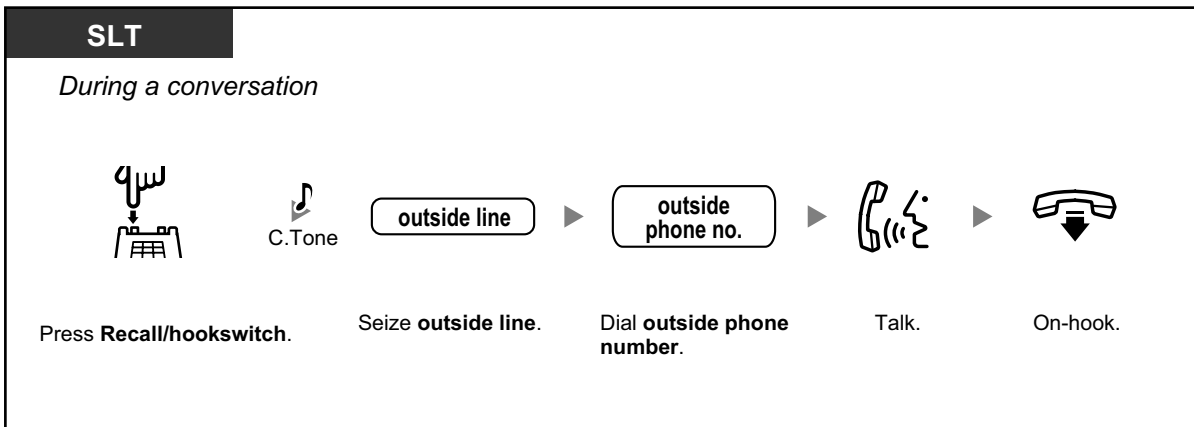 SLT
During a conversation
C.Tone
outside line
outside
phone no.
Press Recall/hookswitch.
Seize outside line.
Dial outside phone
number.
Talk.
On-hook.